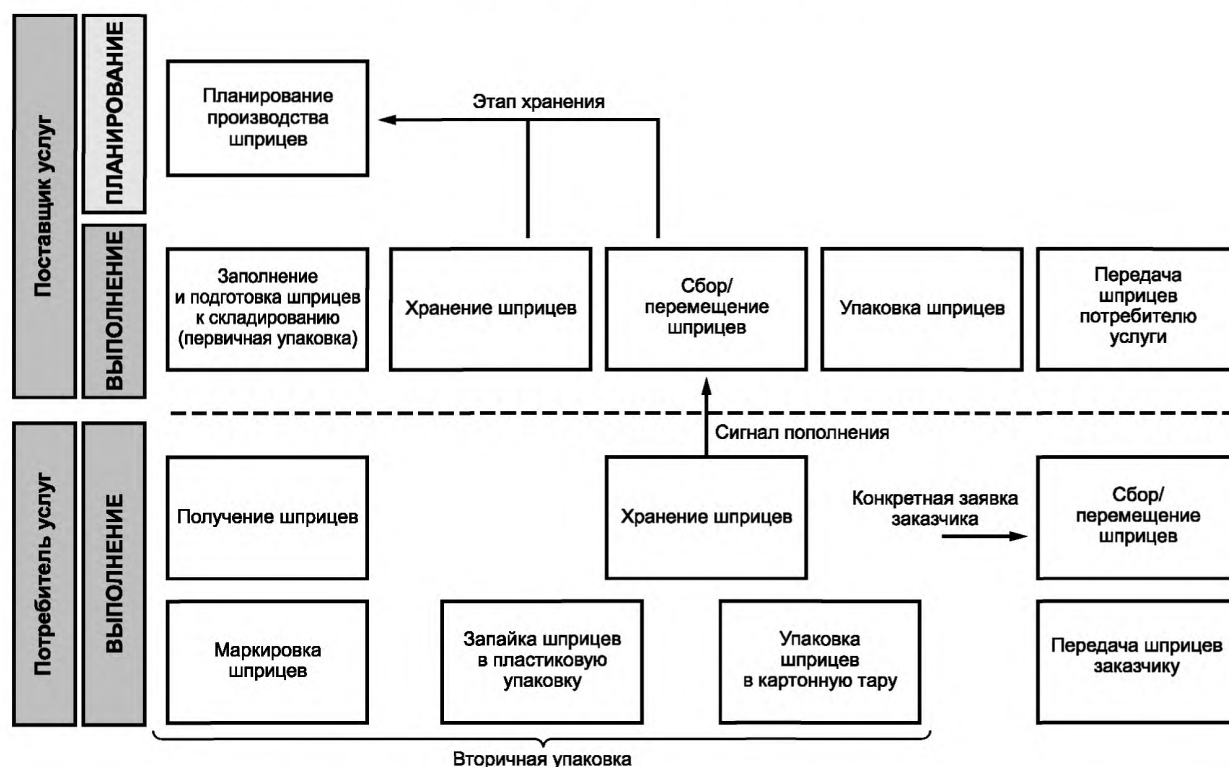 Поставщик услуг
ПЛАНИРОВАНИЕ
Планирование
производства
шприцев
Этап хранения
ВЫПОЛНЕНИЕ
Заполнение
и подготовка шприцев
к складированию
(первичная упаковка)
Хранение шприцев
Сбор/
перемещение
шприцев
Упаковка шприцев
Передача
шприцев
потребителю
услуги
Сигнал пополнения
Потребитель услуг
ВЫПОЛНЕНИЕ
Получение шприцев
Хранение шприцев
Конкретная заявка
заказчика
Сбор/
перемещение
шприцев
Маркировка
шприцев
Запайка шприцев
в пластиковую
упаковку
Упаковка
шприцев
в картонную тару
Передача шприцев
заказчику
Вторичная упаковка